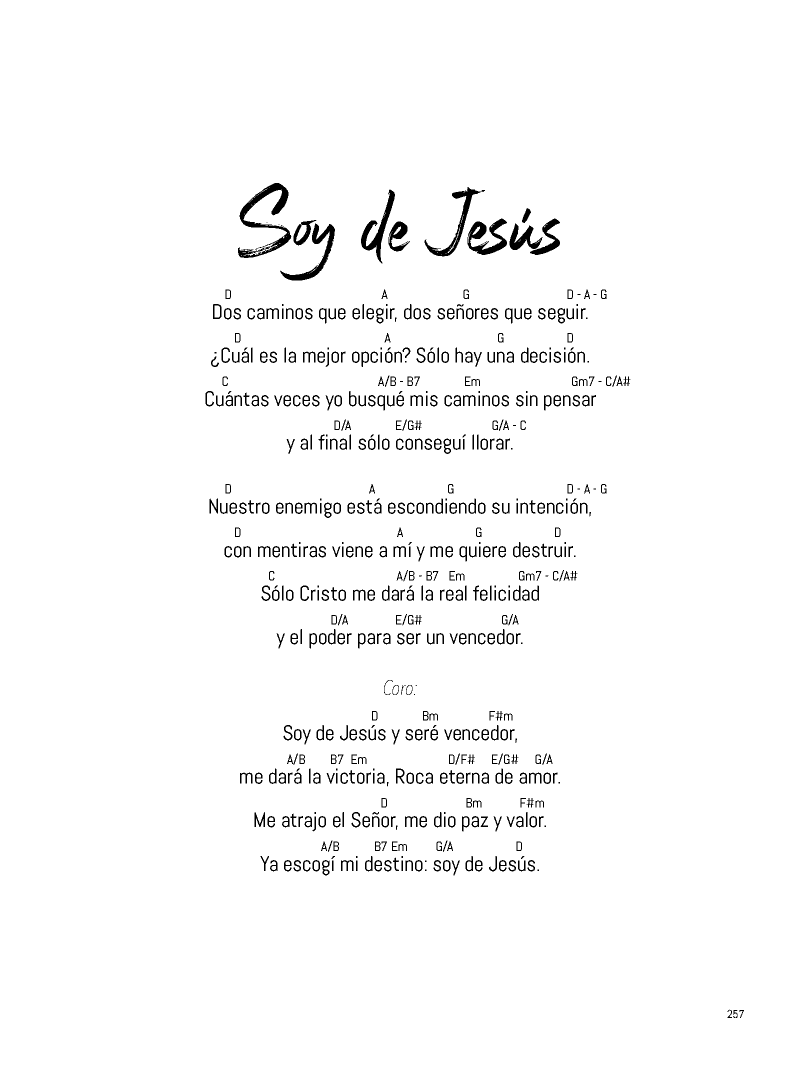 Soy de Jesús
D A G D - A - G
Dos caminos que elegir, dos señores que seguir.
D A G D
¿Cuál es la mejor opción? Sólo hay una decisión.
C A/B - B7 Em Gm7 - C/A#
Cuántas veces yo busqué mis caminos sin pensar
D/A E/G# G/A - C
y al final sólo conseguí llorar.
D A G D - A - G
Nuestro enemigo está escondiendo su intención,
D A G D
con mentiras viene a mí y me quiere destruir.
C A/B - B7 Em Gm7 - C/A#
Sólo Cristo me dará la real felicidad
D/A E/G# G/A
y el poder para ser un vencedor.
Coro:
D Bm F#m
Soy de Jesús y seré vencedor,
A/B B7 Em D/F# E/G# G/A
me dará la victoria, Roca eterna de amor.
D Bm F#m
Me atrajo el Señor, me dio paz y valor.
A/B B7 Em G/A D
Ya escogí mi destino: soy de Jesús.
257